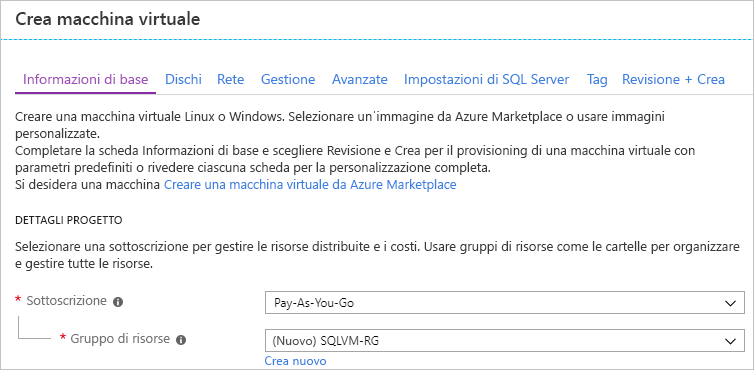 Crea macchina virtuale
Informazioni di base Dischi Rete Gestione Avanzate Impostazioni di SQL Server Tag Revisione + Crea
Creare una macchina virtuale Linux o Windows. Selezionare un'immagine da Azure Marketplace o usare immagini
personalizzate.
Completare la scheda Informazioni di base e scegliere Revisione e Crea per il provisioning di una macchina virtuale con
parametri predefiniti o rivedere ciascuna scheda per la personalizzazione completa.
Si desidera una macchina Creare una macchina virtuale da Azure Marketplace
DETTAGLI PROGETTO
Selezionare una sottoscrizione per gestire le risorse distribuite e i costi. Usare gruppi di risorse come le cartelle per organizzare
e gestire tutte le risorse.
* Sottoscrizione Pay-As-You-Go
* Gruppo di risorse (Nuovo) SQLVM-RG
Crea nuovo